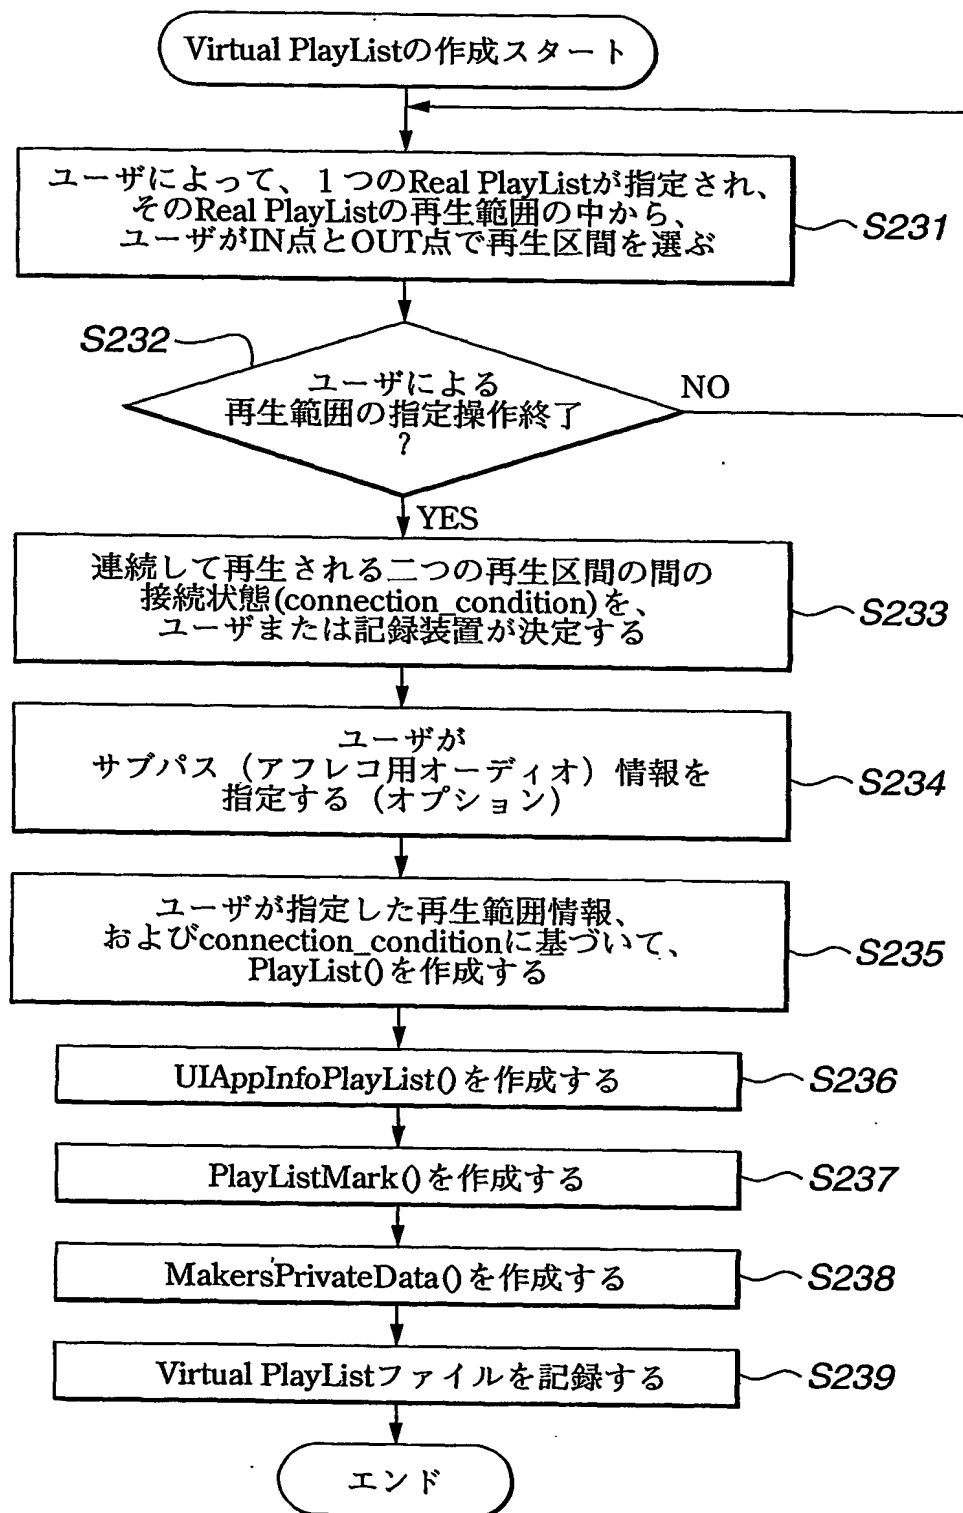 Virtual PlayListの作成スタート
ユーザによって、１つのReal PlayListが指定され、
そのReal PlayListの再生範囲の中から、
ユーザがIN点とOUT点で再生区間を選ぶ
S231
S232
ユーザによる
再生範囲の指定操作終了
?
NO
YES
連続して再生される二つの再生区間の間の
接続状態(connection_condition)を、
ユーザまたは記録装置が決定する
S233
ユーザが
サブパス（アフレコ用オーディオ）情報を
指定する（オプション）
S234
ユーザが指定した再生範囲情報、
およびconnection_conditionに基づいて、
PlayList()を作成する
S235
UIAppInfoPlayList()を作成する
S236
PlayListMark()を作成する
S237
MakersPrivateData()を作成する
S238
Virtual PlayListファイルを記録する
S239
エンド